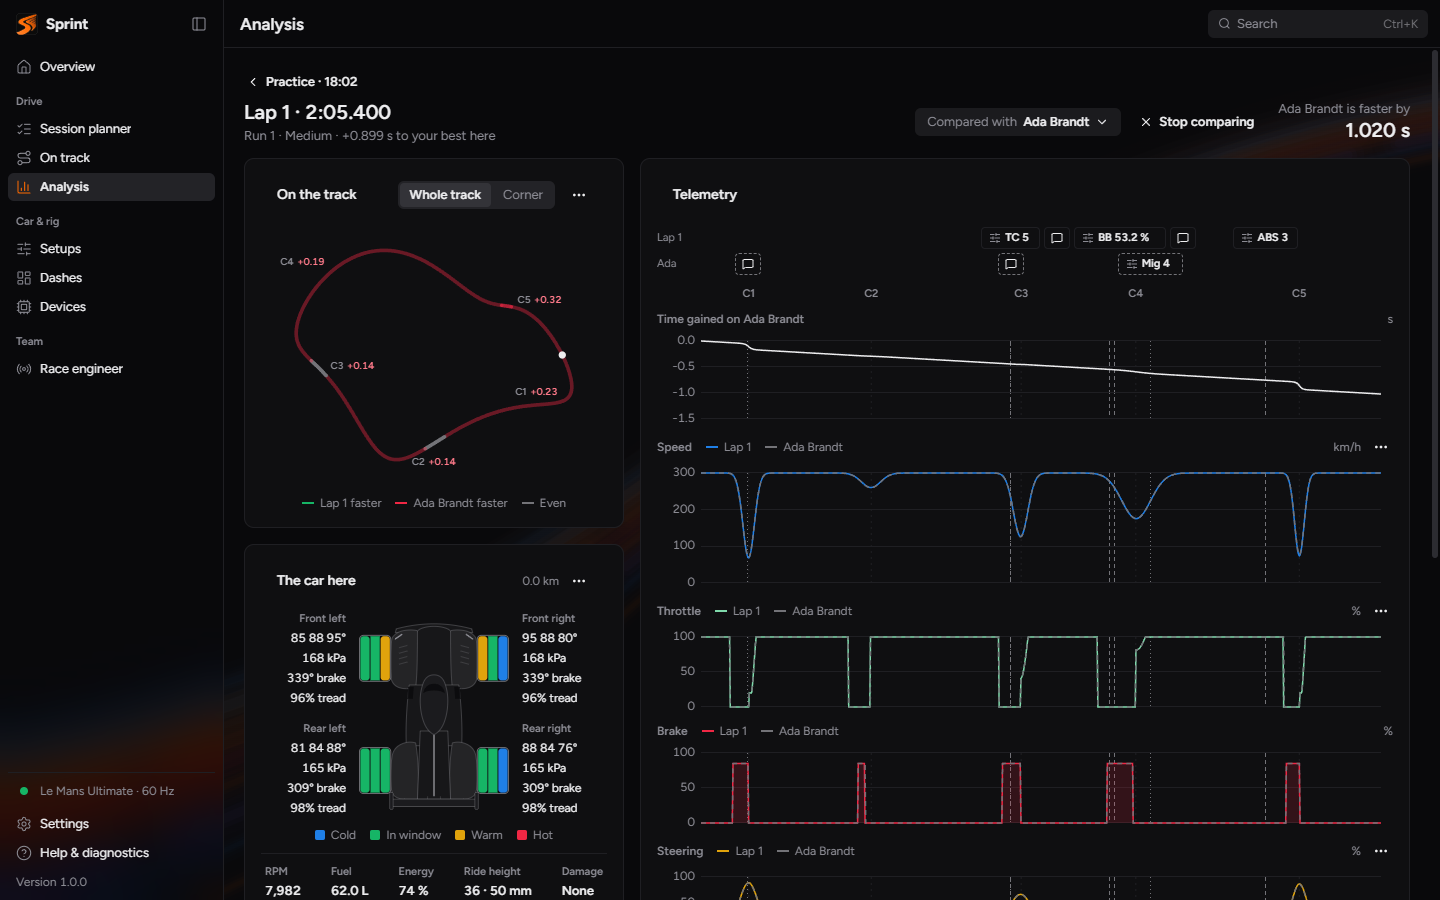 Sprint
Analysis
Search
Ctrl+K
Overview
Drive
Session planner
On track
Analysis
Car & rig
Setups
Dashes
Devices
Team
Race engineer
Le Mans Ultimate · 60 Hz
Settings
Help & diagnostics
Version 1.0.0
Practice · 18:02
Lap 1 · 2:05.400
Run 1 · Medium · +0.899 s to your best here
Compared with Ada Brandt
Stop comparing
Ada Brandt is faster by
1.020 s
On the track
Whole track
Corner
C4 +0.19
C5 +0.32
C3 +0.14
C1 +0.23
C2 +0.14
Lap 1 faster
Ada Brandt faster
Even
The car here
0.0 km
Front left
85 88 95°
168 kPa
339° brake
96% tread
Front right
95 88 80°
168 kPa
339° brake
96% tread
Rear left
81 84 88°
165 kPa
309° brake
98% tread
Rear right
88 84 76°
165 kPa
309° brake
98% tread
Cold
In window
Warm
Hot
RPM
7,982
Fuel
62.0 L
Energy
74 %
Ride height
36 · 50 mm
Damage
None
Telemetry
Lap 1
TC 5
BB 53.2 %
ABS 3
Ada
Mig 4
C1
C2
C3
C4
C5
Time gained on Ada Brandt
s
0.0
-0.5
-1.0
-1.5
Speed
Lap 1
Ada Brandt
km/h
300
200
100
0
Throttle
Lap 1
Ada Brandt
%
100
50
0
Brake
Lap 1
Ada Brandt
%
100
50
0
Steering
Lap 1
Ada Brandt
%
100
50